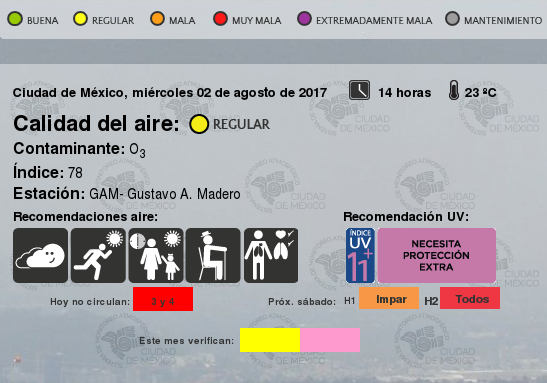 BUENA REGULAR MALA MUY MALA EXTREMADAMENTE MALA MANTENIMIENTO
Ciudad de México, miércoles 02 de agosto de 2017 14 horas 23 ºC
Calidad del aire: REGULAR
Contaminante: O3
Índice: 78
Estación: GAM- Gustavo A. Madero
Recomendaciones aire: Recomendación UV:
ÍNDICE UV 11+ NECESITA PROTECCIÓN EXTRA
Hoy no circulan: 3 y 4 Próx. sábado: H1 Impar H2 Todos
Este mes verifican:
CIUDAD DE MÉXICO